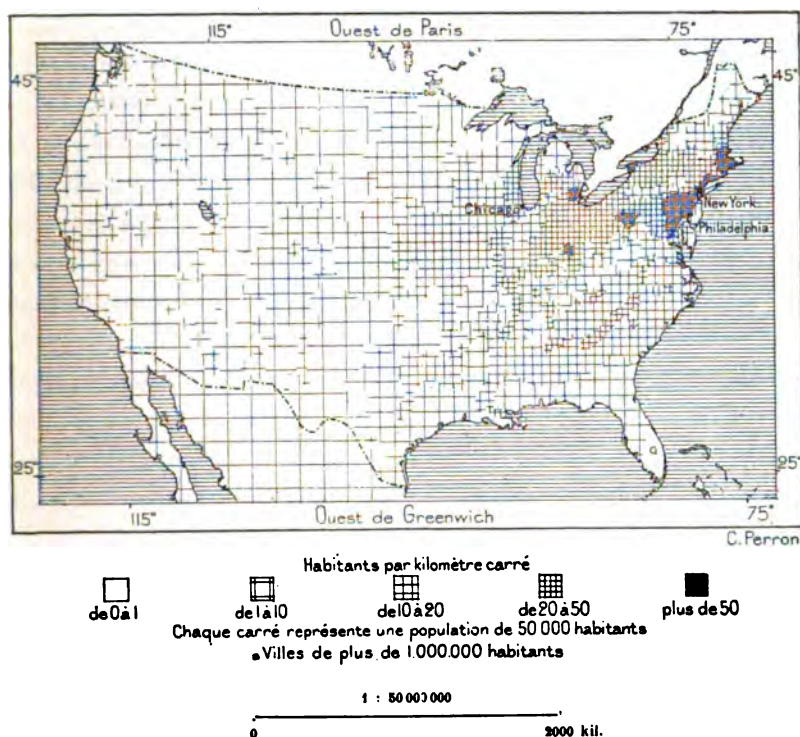 115° Ouest de Paris 75°
45° 45°
Chicago
New York
Philadelphia
25° 25°
115° Ouest de Greenwich 75°
C. Perron
Habitants par kilomètre carré
de 0 à 1 de 1 à 10 de 10 à 20 de 20 à 50 plus de 50
Chaque carré représente une population de 50 000 habitants
Villes de plus de 1.000.000 habitants
1 : 50 000 000
0 2000 kil.